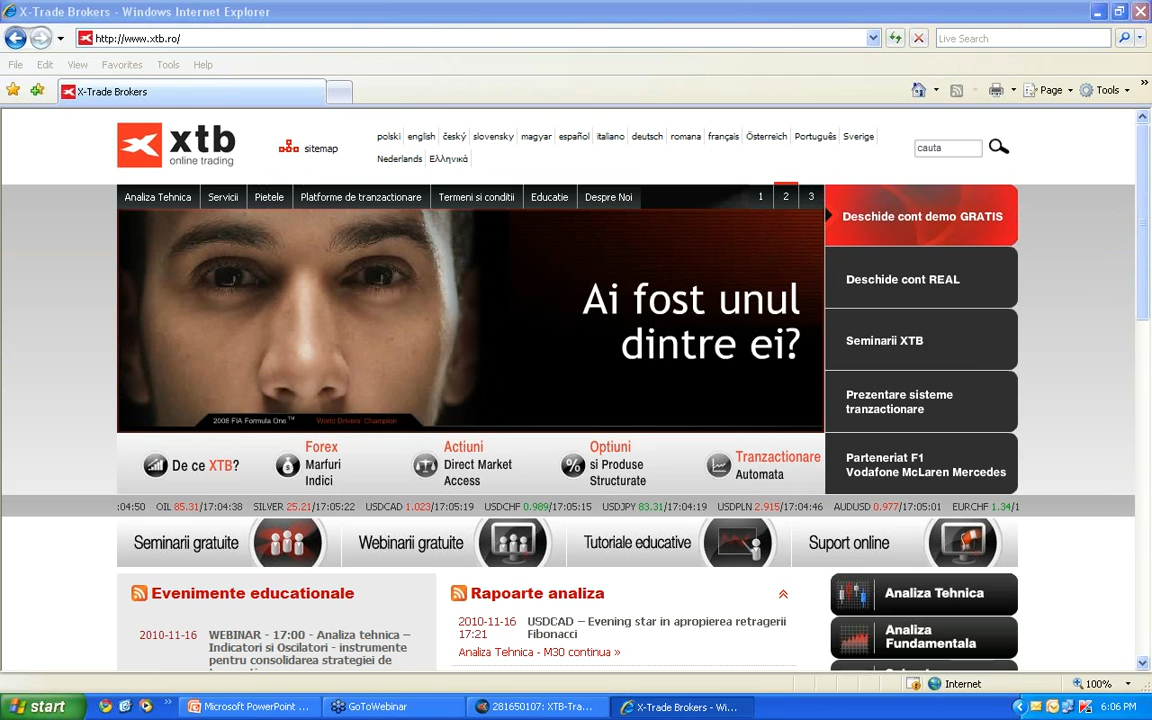 X-Trade Brokers - Windows Internet Explorer
http://www.xtb.ro/
Live Search
File Edit View Favorites Tools Help
X-Trade Brokers
Page Tools
xtb
online trading
sitemap
polski english český slovensky magyar español italiano deutsch romana français Österreich Português Sverige
Nederlands Ελληνικά
cauta
Analiza Tehnica Servicii Pietele Platforme de tranzactionare Termeni si conditii Educatie Despre Noi 1 2 3
Deschide cont demo GRATIS
Deschide cont REAL
Seminarii XTB
Prezentare sisteme
tranzactionare
Parteneriat F1
Vodafone McLaren Mercedes
Ai fost unul
dintre ei?
2008 FIA Formula One™ World Drivers' Champion
De ce XTB?
Forex
Marfuri
Indici
Actiuni
Direct Market
Access
Optiuni
si Produse
Structurate
Tranzactionare
Automata
:04:50 OIL 85.31/17:04:38 SILVER 25.21/17:05:22 USDCAD 1.023/17:05:19 USDCHF 0.989/17:05:15 USDJPY 83.31/17:04:19 USDPLN 2.915/17:04:46 AUDUSD 0.977/17:05:01 EURCHF 1.34/1
Seminarii gratuite Webinarii gratuite Tutoriale educative Suport online
Evenimente educationale
2010-11-16 WEBINAR - 17:00 - Analiza tehnica –
Indicatori si Oscilatori - instrumente
pentru consolidarea strategiei de
Rapoarte analiza
2010-11-16 USDCAD – Evening star in apropierea retragerii
17:21 Fibonacci
Analiza Tehnica - M30 continua »
Analiza Tehnica
Analiza
Fundamentala
Internet 100%
start Microsoft PowerPoint ... GoToWebinar 281650107: XTB-Tra... X-Trade Brokers - Wi... 6:06 PM